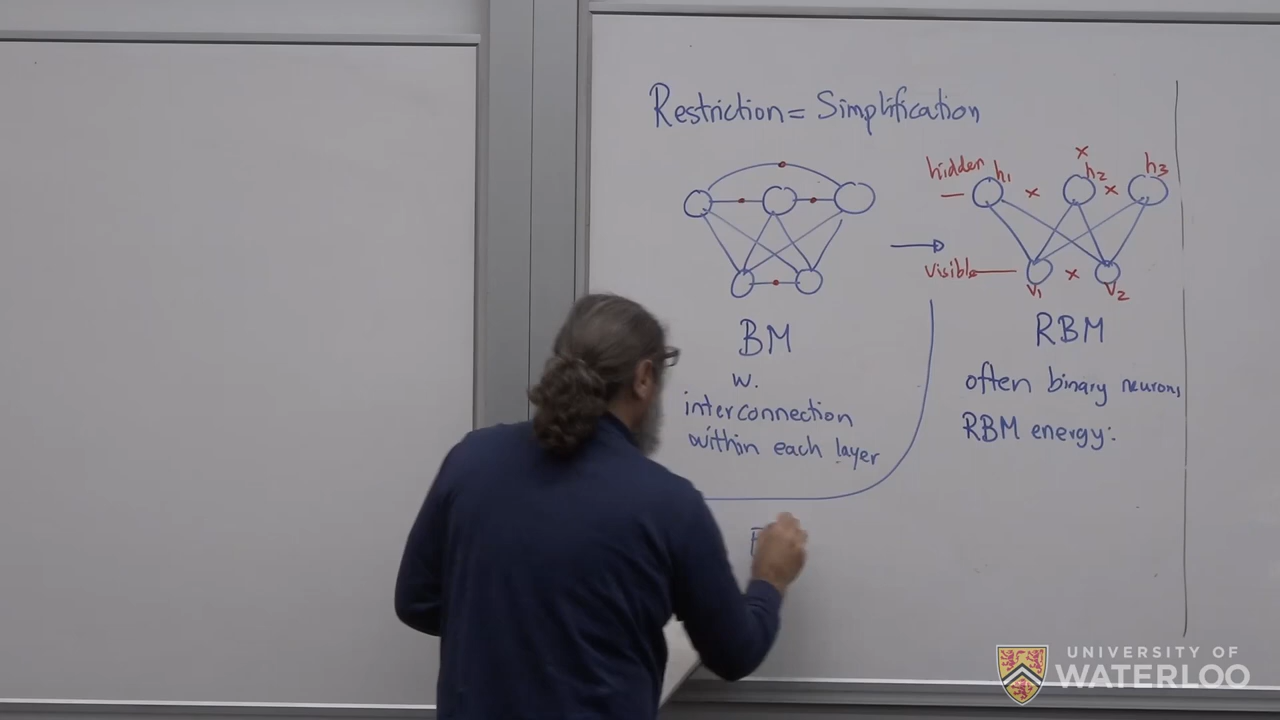 Restriction = Simplification
hidden h₁ x h₂ x h₃
x
visible v₁ x v₂
BM
w.
interconnection
within each layer
RBM
often binary neurons
RBM energy:
UNIVERSITY OF
WATERLOO